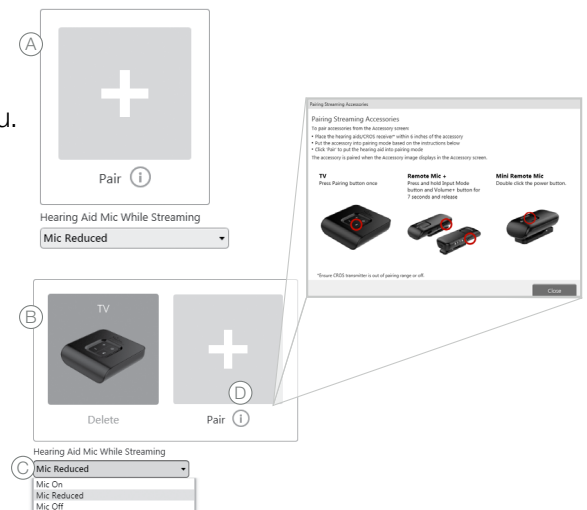 A
u.
Pair i
Hearing Aid Mic While Streaming
Mic Reduced
Pairing Streaming Accessories
Pairing Streaming Accessories
To pair accessories from the Accessory screen
• Place the hearing aids/CROS receiver* within 6 inches of the accessory
• Put the accessory into pairing mode based on the instructions below
• Click 'Pair' to put the hearing aid into pairing mode
The accessory is paired when the Accessory image displays in the Accessory screen.
TV
Press Pairing button once
Remote Mic +
Press and hold Input Mode
button and Volume+ button for
7 seconds and release
Mini Remote Mic
Double click the power button.
*Ensure CROS transmitter is out of pairing range or off.
Close
B
TV
Delete
D
Pair i
Hearing Aid Mic While Streaming
C
Mic Reduced
Mic On
Mic Reduced
Mic Off